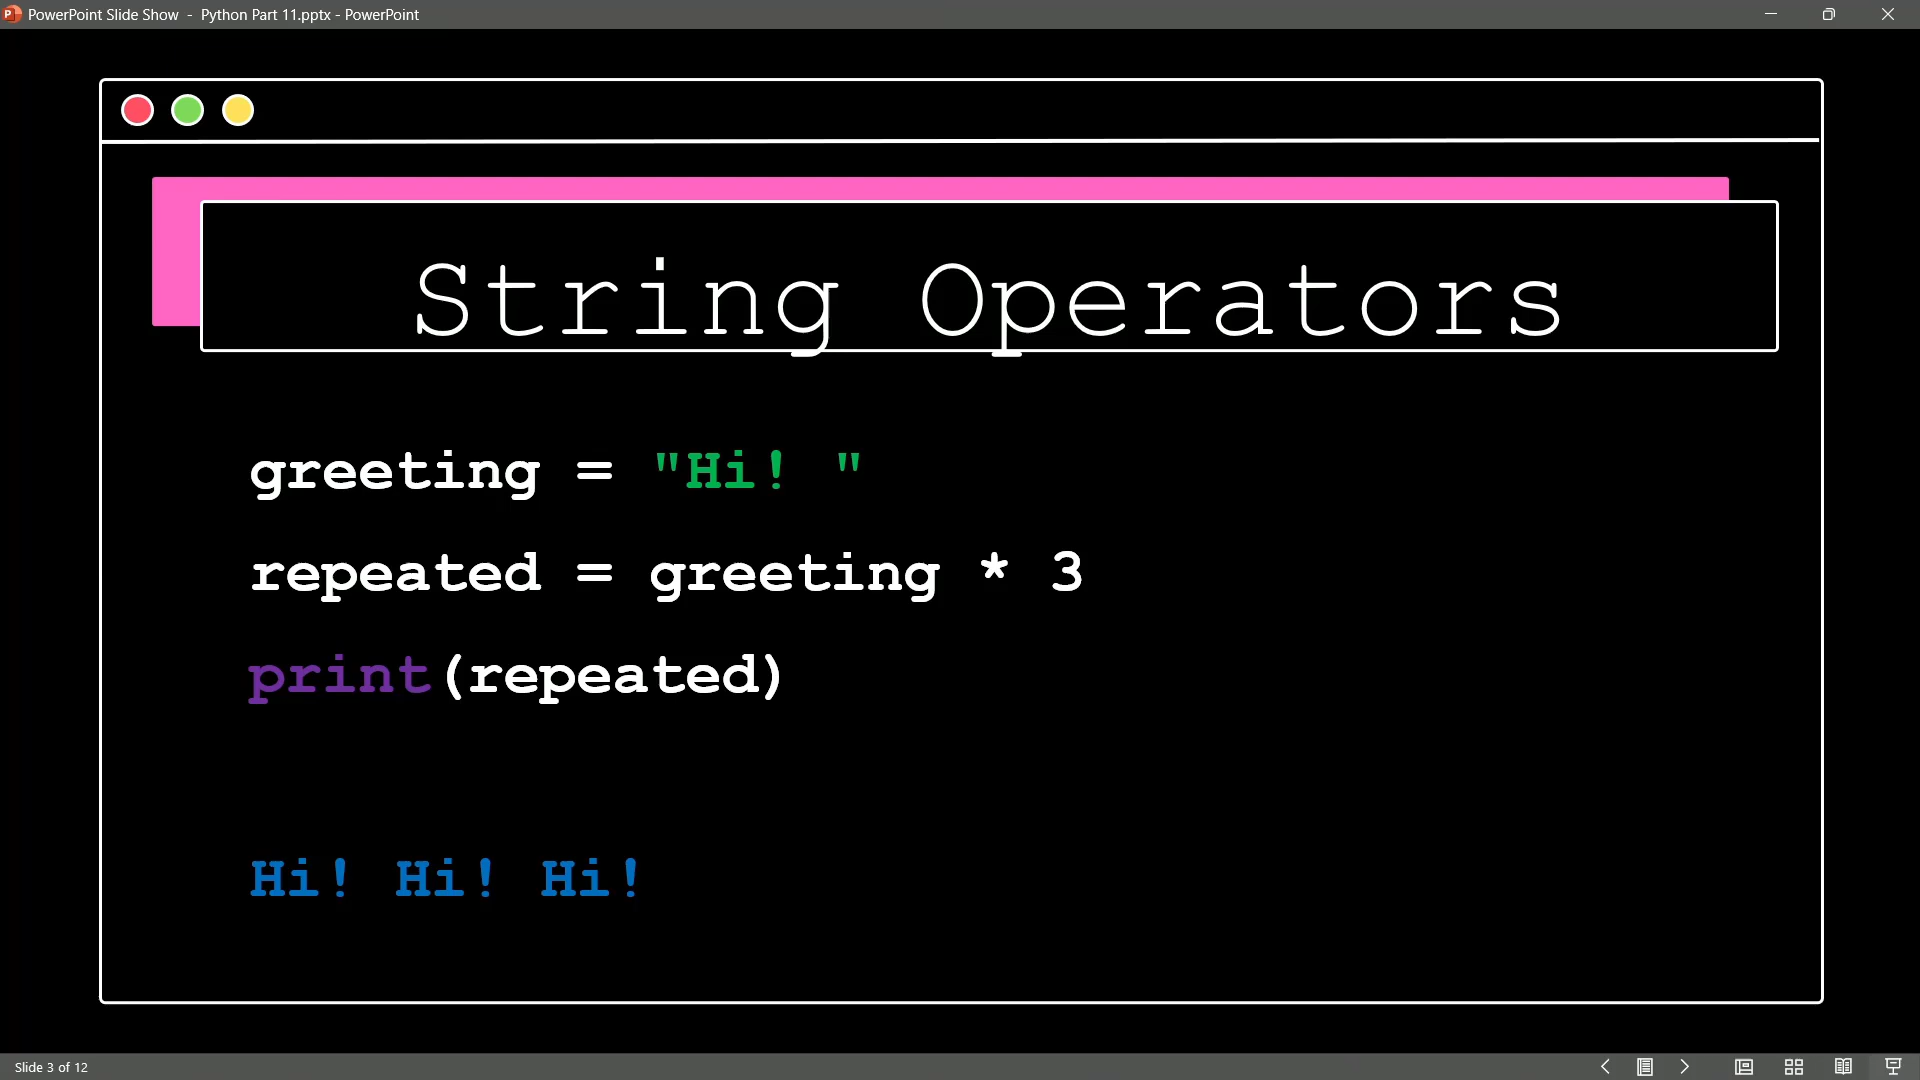 PowerPoint Slide Show - Python Part 11.pptx - PowerPoint
String Operators
greeting = "Hi! "
repeated = greeting * 3
print(repeated)
Hi! Hi! Hi!
Slide 3 of 12